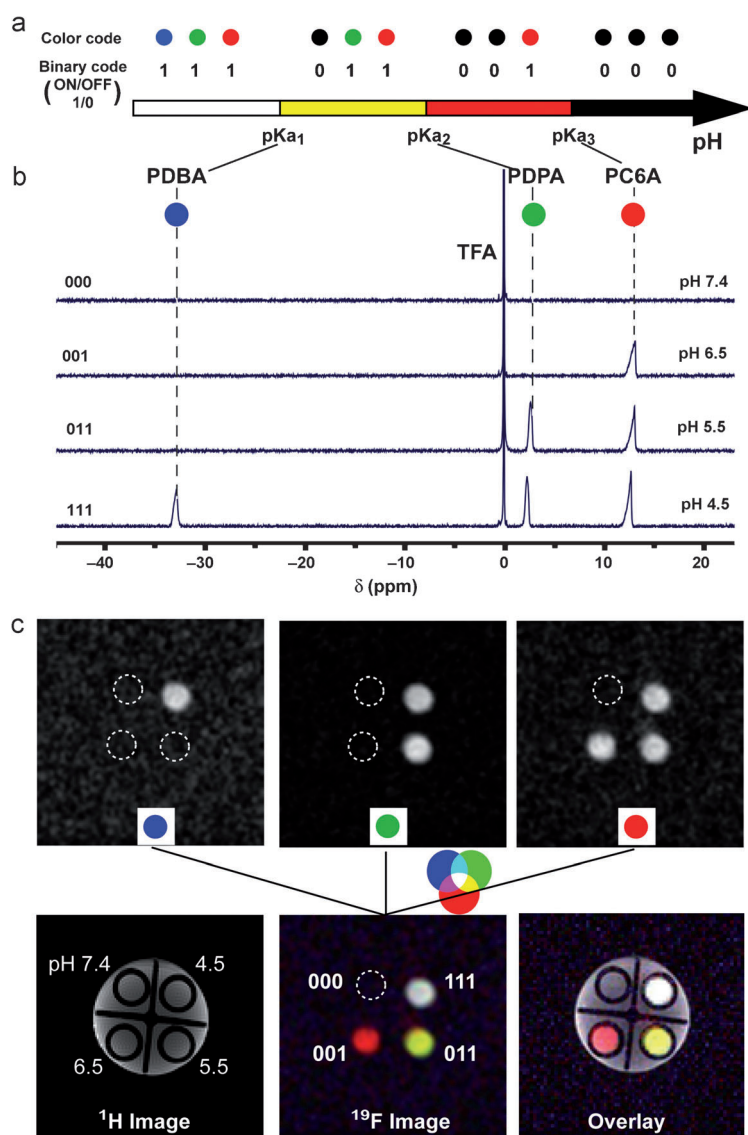 a
Color code
Binary code 1 1 1 0 1 1 0 0 1 0 0 0
(ON/OFF
1/0)
pKa₁ pKa₂ pKa₃ pH
b
PDBA PDPA PC6A
TFA
000 pH 7.4
001 pH 6.5
011 pH 5.5
111 pH 4.5
−40 −30 −20 −10 0 10 20
δ (ppm)
c
pH 7.4 4.5
6.5 5.5
¹H Image
000 111
001 011
¹⁹F Image
Overlay